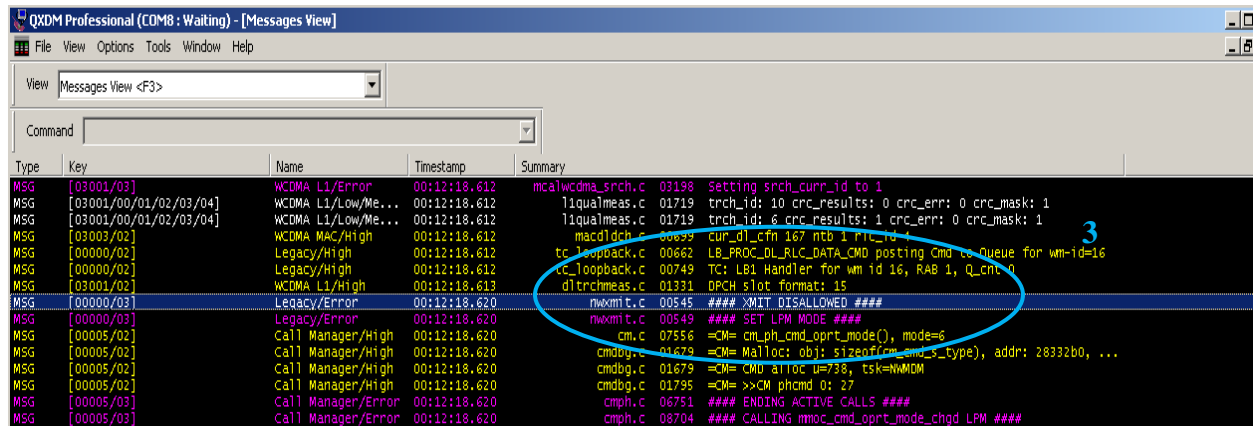 QXDM Professional (COM8 : Waiting) - [Messages View]
File View Options Tools Window Help
View Messages View <F3>
Command
Type Key Name Timestamp Summary
MSG [03001/03] WCDMA L1/Error 00:12:18.612 mcalwcdma_srch.c 03198 Setting srch_curr_id to 1
MSG [03001/00/01/02/03/04] WCDMA L1/Low/Me... 00:12:18.612 l1qualmeas.c 01719 trch_id: 10 crc_results: 0 crc_err: 0 crc_mask: 1
MSG [03001/00/01/02/03/04] WCDMA L1/Low/Me... 00:12:18.612 l1qualmeas.c 01719 trch_id: 6 crc_results: 1 crc_err: 0 crc_mask: 1
MSG [03003/02] WCDMA MAC/High 00:12:18.612 macdldch.c 00699 cur_dl_cfn 167 ntb 1 rlc_id 4
3
MSG [00000/02] Legacy/High 00:12:18.612 tc_loopback.c 00662 LB_PROC_DL_RLC_DATA_CMD posting Cmd to Queue for wm-id=16
MSG [00000/02] Legacy/High 00:12:18.612 tc_loopback.c 00749 TC: LB1 Handler for wm id 16, RAB 1, Q_cnt 0
MSG [03001/02] WCDMA L1/High 00:12:18.613 dltrchmeas.c 01331 DPCH slot format: 15
MSG [00000/03] Legacy/Error 00:12:18.620 nwxmit.c 00545 #### XMIT DISALLOWED ####
MSG [00000/03] Legacy/Error 00:12:18.620 nwxmit.c 00549 #### SET LPM MODE ####
MSG [00005/02] Call Manager/High 00:12:18.620 cm.c 07556 =CM= cm_ph_cmd_oprt_mode(), mode=6
MSG [00005/02] Call Manager/High 00:12:18.620 cmdbg.c 01679 =CM= Malloc: obj: sizeof(cm_cmd_s_type), addr: 28332b0, ...
MSG [00005/02] Call Manager/High 00:12:18.620 cmdbg.c 01679 =CM= CMD alloc u=738, tsk=NWMDM
MSG [00005/02] Call Manager/High 00:12:18.620 cmdbg.c 01795 =CM= >>CM phcmd 0: 27
MSG [00005/03] Call Manager/Error 00:12:18.620 cmph.c 06751 #### ENDING ACTIVE CALLS ####
MSG [00005/03] Call Manager/Error 00:12:18.620 cmph.c 08704 #### CALLING mmoc_cmd_oprt_mode_chgd LPM ####